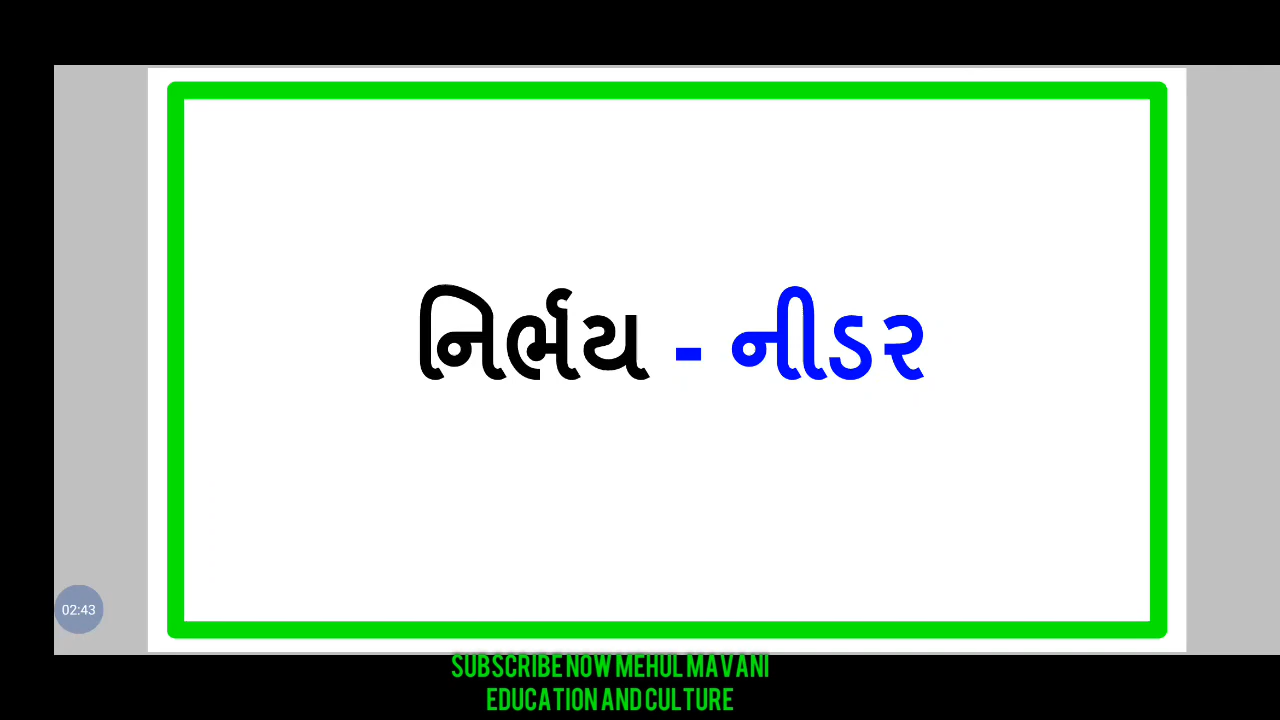 નિર્ભય - નીડર
02:43
SUBSCRIBE NOW MEHUL MAVANI
EDUCATION AND CULTURE